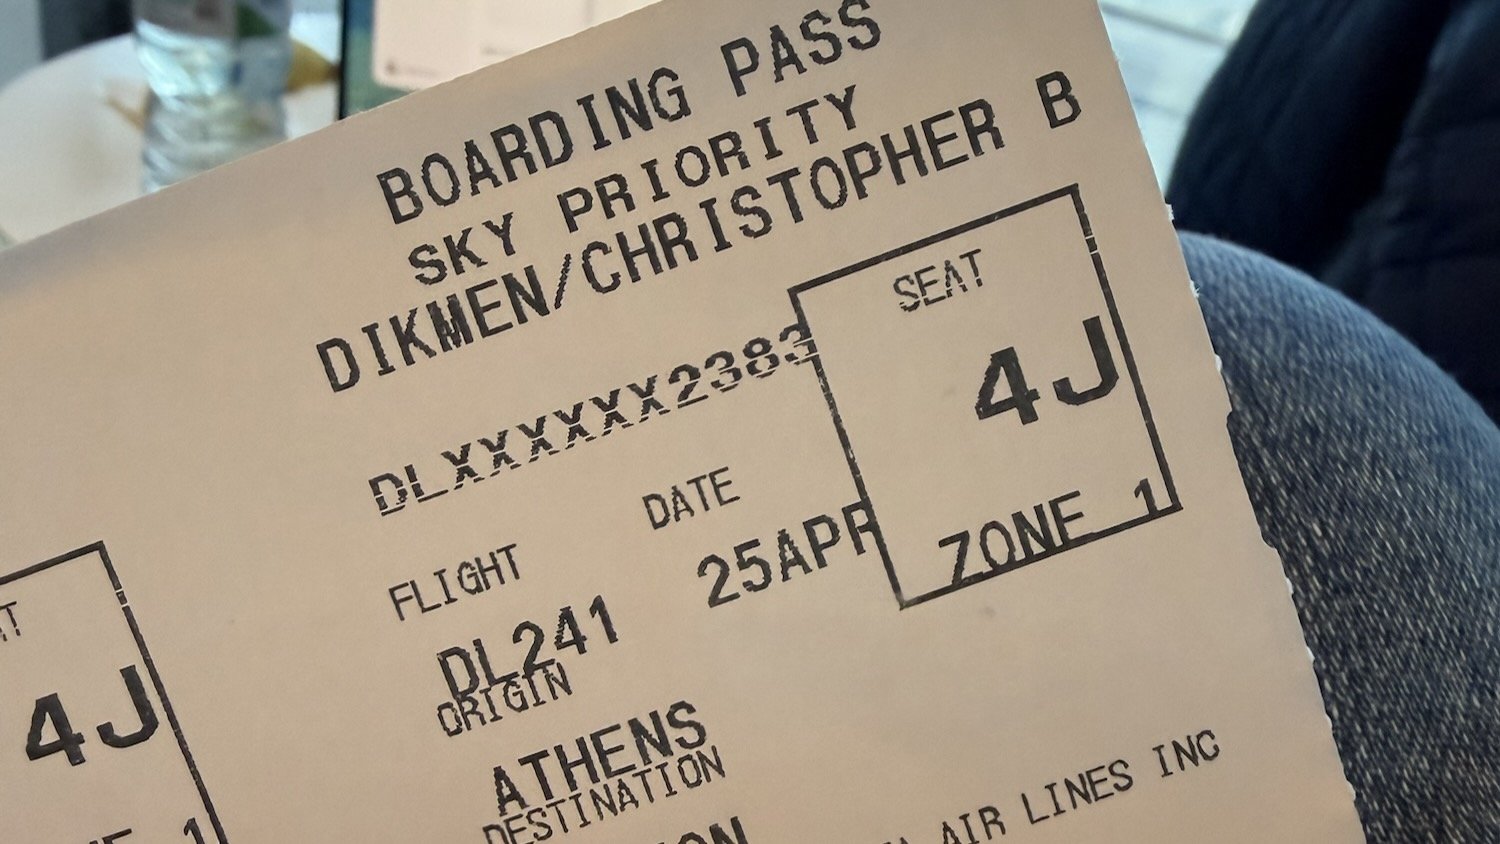 BOARDING PASS
SKY PRIORITY
DIKMEN/CHRISTOPHER B
SEAT
4J
DLXXXXXX2383
DATE
25APR
ZONE 1
FLIGHT
DL241
ORIGIN
ATHENS
DESTINATION
AIR LINES INC
4J
1